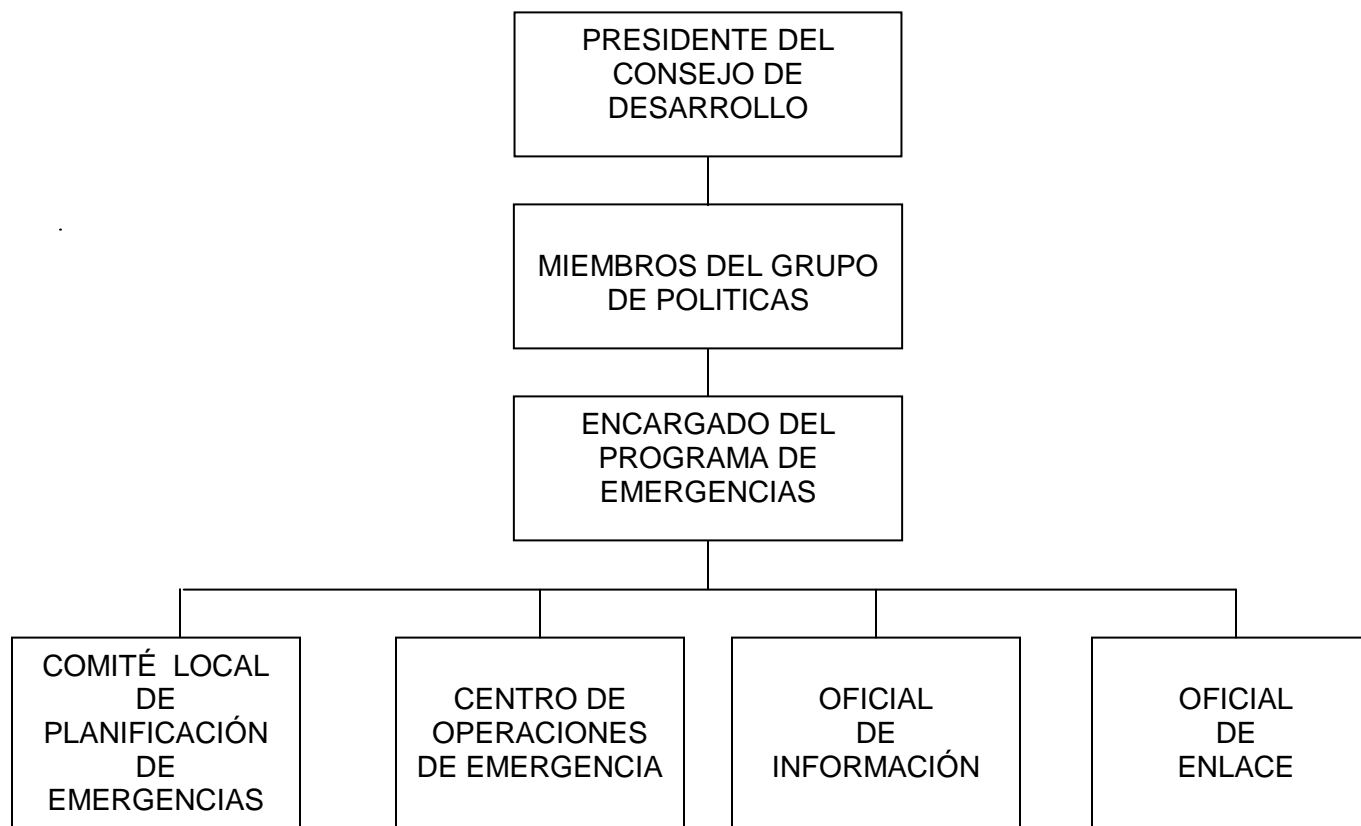 PRESIDENTE DEL
CONSEJO DE
DESARROLLO
MIEMBROS DEL GRUPO
DE POLITICAS
ENCARGADO DEL
PROGRAMA DE
EMERGENCIAS
COMITÉ LOCAL
DE
PLANIFICACIÓN
DE
EMERGENCIAS
CENTRO DE
OPERACIONES
DE EMERGENCIA
OFICIAL
DE
INFORMACIÓN
OFICIAL
DE
ENLACE